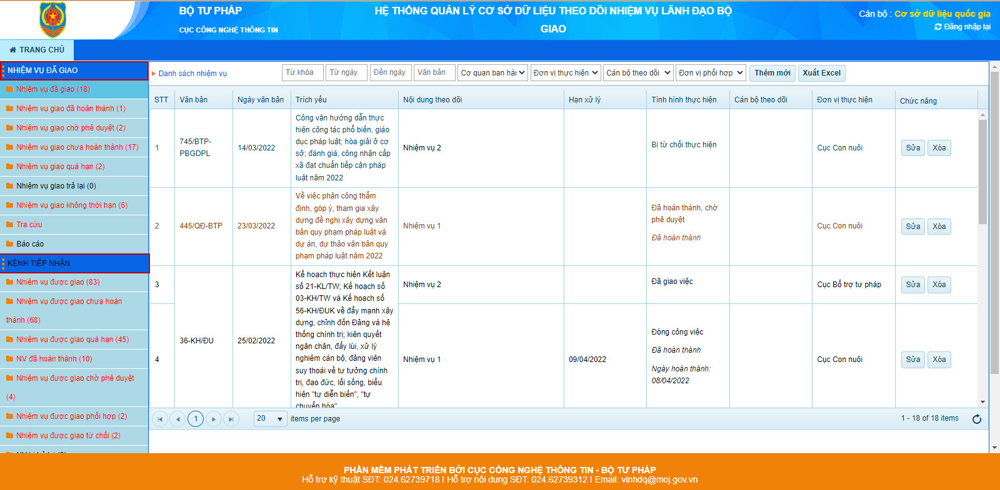 BỘ TƯ PHÁP
CỤC CÔNG NGHỆ THÔNG TIN
HỆ THỐNG QUẢN LÝ CƠ SỞ DỮ LIỆU THEO DÕI NHIỆM VỤ LÃNH ĐẠO BỘ
GIAO
Cán bộ : Cơ sở dữ liệu quốc gia
Đăng nhập lại
TRANG CHỦ
NHIỆM VỤ ĐÃ GIAO
Nhiệm vụ đã giao (18)
Nhiệm vụ giao đã hoàn thành (1)
Nhiệm vụ giao chờ phê duyệt (2)
Nhiệm vụ giao chưa hoàn thành (17)
Nhiệm vụ giao quá hạn (2)
Nhiệm vụ giao trả lại (0)
Nhiệm vụ giao không thời hạn (6)
Tra cứu
Báo cáo
KÊNH TIẾP NHẬN
Nhiệm vụ được giao (83)
Nhiệm vụ được giao chưa hoàn
thành (68)
Nhiệm vụ được giao quá hạn (45)
NV đã hoàn thành (10)
Nhiệm vụ được giao chờ phê duyệt
(4)
Nhiệm vụ được giao phối hợp (2)
Nhiệm vụ được giao từ chối (2)
Danh sách nhiệm vụ
Từ khóa Từ ngày Đến ngày Văn bản Cơ quan ban hàn Đơn vị thực hiện Cán bộ theo dõi Đơn vị phối hợp Thêm mới Xuất Excel
STT Văn bản Ngày văn bản Trích yếu Nội dung theo dõi Hạn xử lý Tình hình thực hiện Cán bộ theo dõi Đơn vị thực hiện Chức năng
1
745/BTP-
PBGDPL
14/03/2022
Công văn hướng dẫn thực
hiện công tác phổ biến, giáo
dục pháp luật; hòa giải ở cơ
sở; đánh giá, công nhận cấp
xã đạt chuẩn tiếp cận pháp
luật năm 2022
Nhiệm vụ 2
Bị từ chối thực hiện
Cục Con nuôi
Sửa Xóa
2
445/QĐ-BTP
23/03/2022
Về việc phân công thẩm
định, góp ý, tham gia xây
dựng đề nghị xây dựng văn
bản quy phạm pháp luật và
dự án, dự thảo văn bản quy
phạm pháp luật năm 2022
Nhiệm vụ 1
Đã hoàn thành, chờ
phê duyệt
Đã hoàn thành
Cục Con nuôi
Sửa Xóa
3
36-KH/ĐU
25/02/2022
Kế hoạch thực hiện Kết luận
số 21-KL/TW; Kế hoạch số
03-KH/TW và Kế hoạch số
56-KH/ĐUK về đẩy mạnh xây
dựng, chỉnh đốn Đảng và hệ
thống chính trị; kiên quyết
ngăn chặn, đẩy lùi, xử lý
nghiêm cán bộ, đảng viên
suy thoái về tư tưởng chính
trị, đạo đức, lối sống, biểu
hiện "tự diễn biến", "tự
chuyển hóa"
Nhiệm vụ 2
Đã giao việc
Cục Bổ trợ tư pháp
Sửa Xóa
4
Nhiệm vụ 1
09/04/2022
Đóng công việc
Đã hoàn thành
Ngày hoàn thành:
08/04/2022
Cục Con nuôi
Sửa Xóa
1
20
items per page
1 - 18 of 18 items
PHẦN MỀM PHÁT TRIỂN BỞI CỤC CÔNG NGHỆ THÔNG TIN - BỘ TƯ PHÁP
Hỗ trợ kỹ thuật SĐT: 024.62739718 | Hỗ trợ nội dung SĐT: 024.62739312 | Email: vinhdq@moj.gov.vn